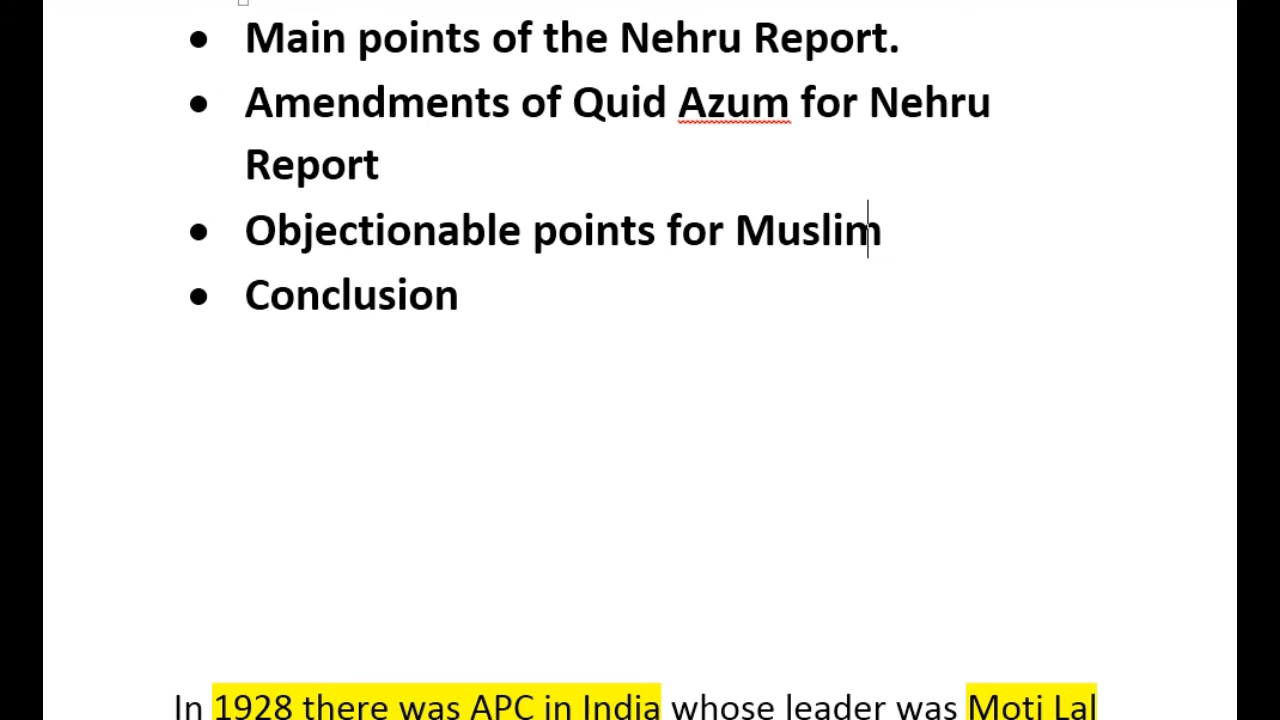 • Main points of the Nehru Report.
• Amendments of Quid Azum for Nehru
Report
• Objectionable points for Muslim
• Conclusion
In 1928 there was APC in India whose leader was Moti Lal